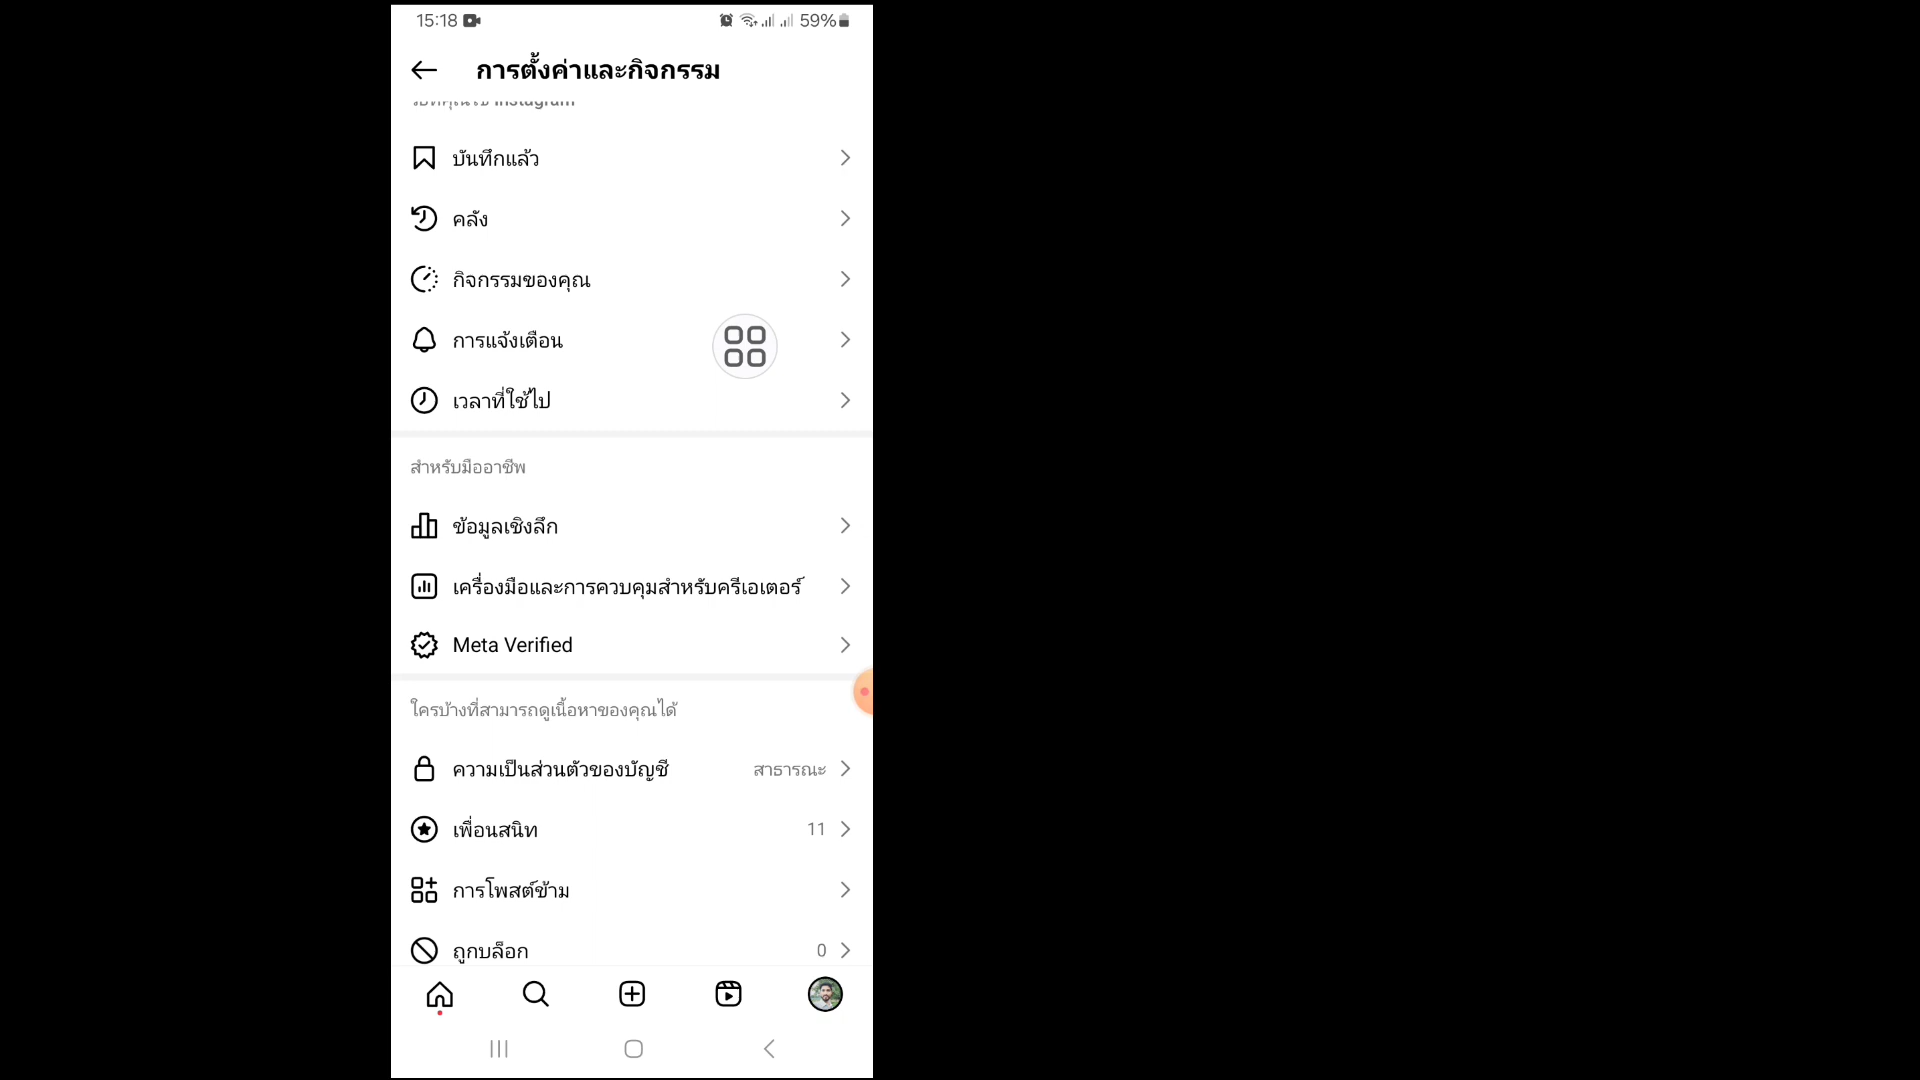 15:18
59%
การตั้งค่าและกิจกรรม
วิธีที่คุณใช้ Instagram
บันทึกแล้ว
คลัง
กิจกรรมของคุณ
การแจ้งเตือน
เวลาที่ใช้ไป
สำหรับมืออาชีพ
ข้อมูลเชิงลึก
เครื่องมือและการควบคุมสำหรับครีเอเตอร์
Meta Verified
ใครบ้างที่สามารถดูเนื้อหาของคุณได้
ความเป็นส่วนตัวของบัญชี สาธารณะ
เพื่อนสนิท 11
การโพสต์ข้าม
ถูกบล็อก 0